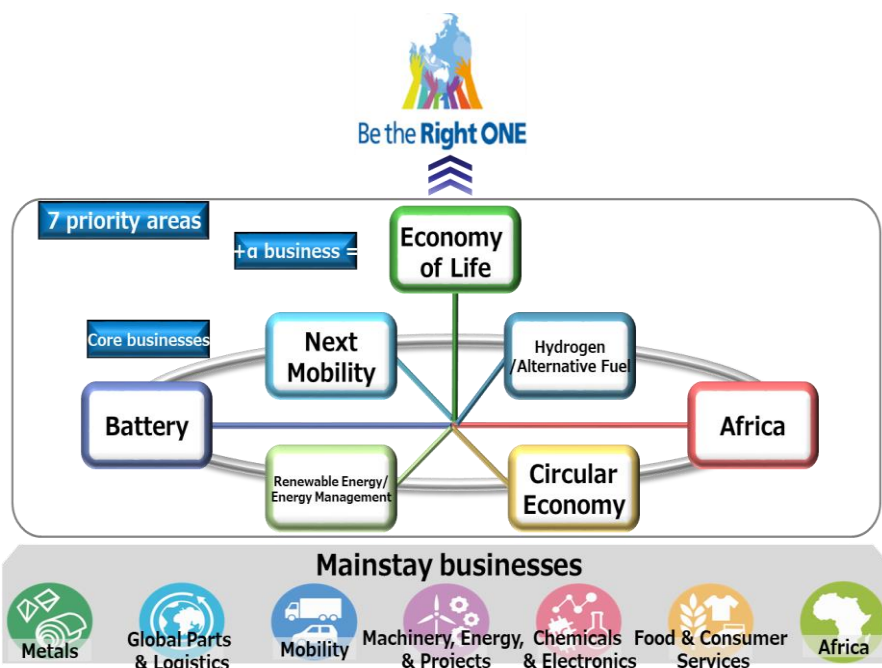 Be the Right ONE
7 priority areas
+α business =
Economy
of Life
Core businesses
Next
Mobility
Hydrogen
/Alternative Fuel
Battery
Africa
Renewable Energy/
Energy Management
Circular
Economy
Mainstay businesses
Metals
Global Parts
& Logistics
Mobility
Machinery, Energy,
& Projects
Chemicals
& Electronics
Food & Consumer
Services
Africa